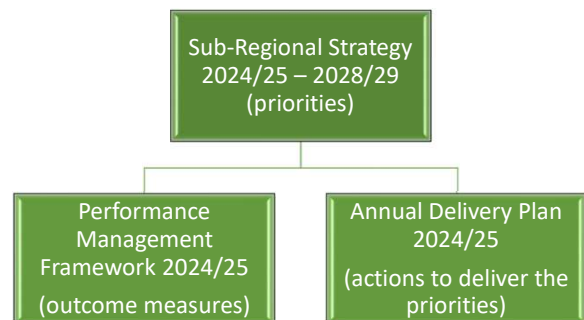 Sub-Regional Strategy
2024/25 – 2028/29
(priorities)
Performance
Management
Framework 2024/25
(outcome measures)
Annual Delivery Plan
2024/25
(actions to deliver the
priorities)